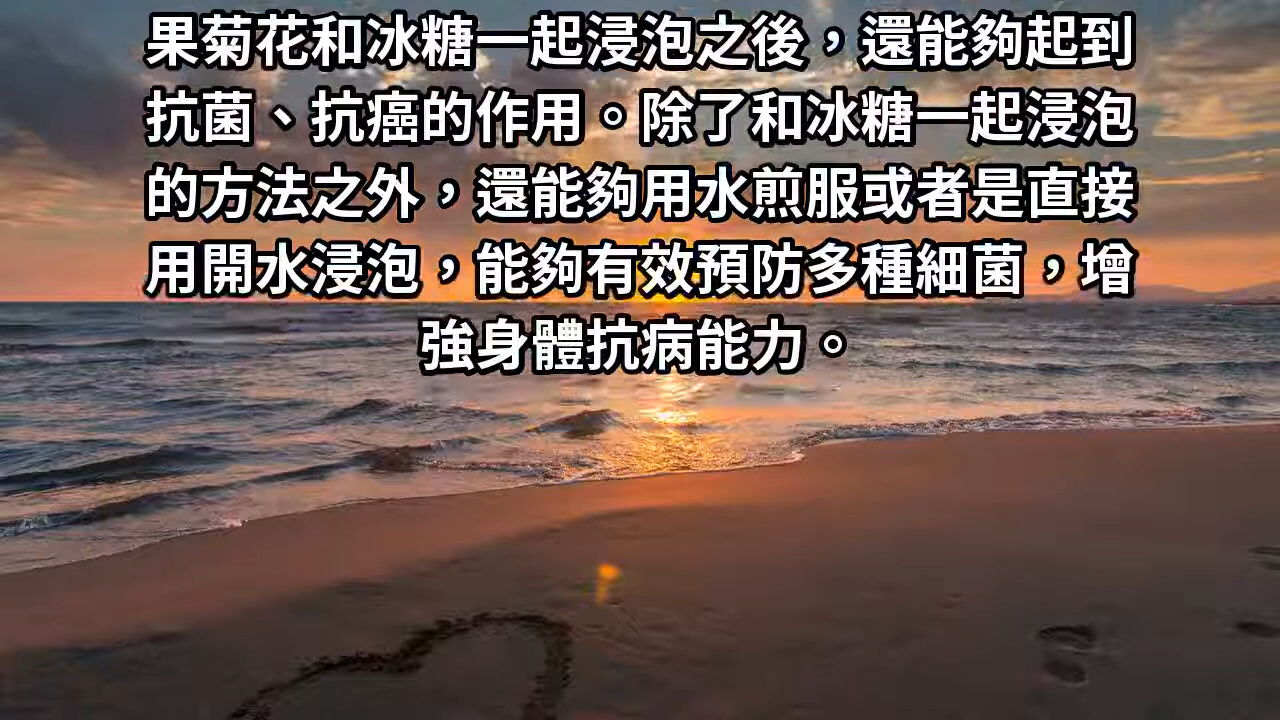 果菊花和冰糖一起浸泡之後，還能夠起到
抗菌、抗癌的作用。除了和冰糖一起浸泡
的方法之外，還能夠用水煎服或者是直接
用開水浸泡，能夠有效預防多種細菌，增
強身體抗病能力。